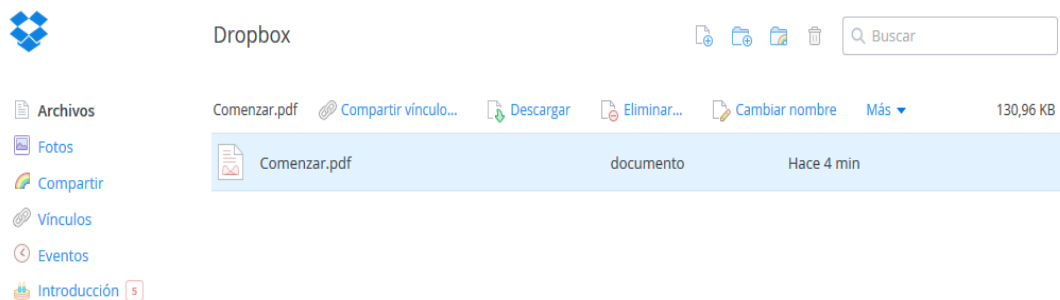 Dropbox
Buscar
Archivos
Fotos
Compartir
Vínculos
Eventos
Introducción 5
Comenzar.pdf Compartir vínculo... Descargar Eliminar... Cambiar nombre Más 130,96 KB
Comenzar.pdf documento Hace 4 min